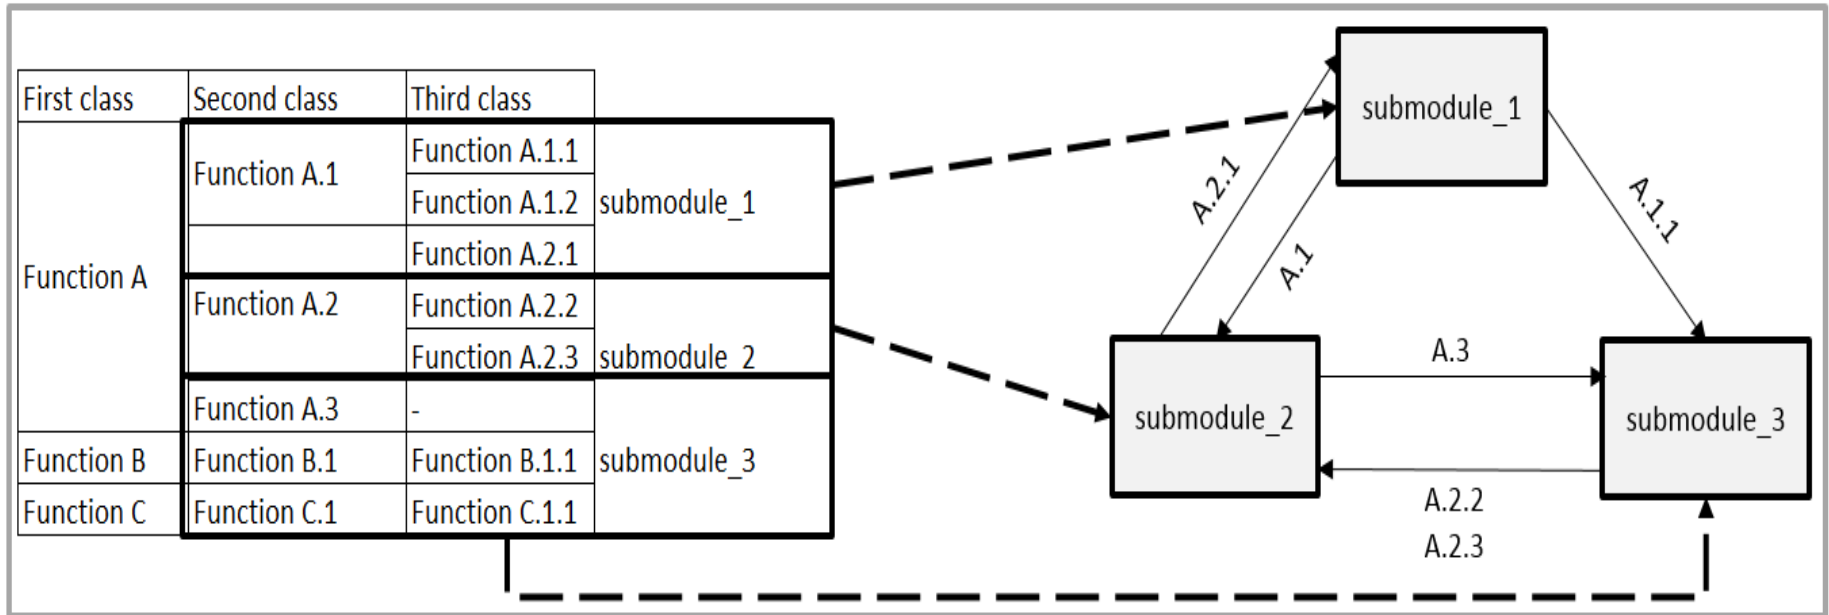 First class Second class Third class
Function A.1.1
Function A.1
Function A.1.2 submodule_1
Function A.2.1
Function A
Function A.2 Function A.2.2
Function A.2.3 submodule_2
Function A.3 -
Function B Function B.1 Function B.1.1 submodule_3
Function C Function C.1 Function C.1.1
submodule_1
A.2.1
A.1
A.1.1
submodule_2
A.3
submodule_3
A.2.2
A.2.3